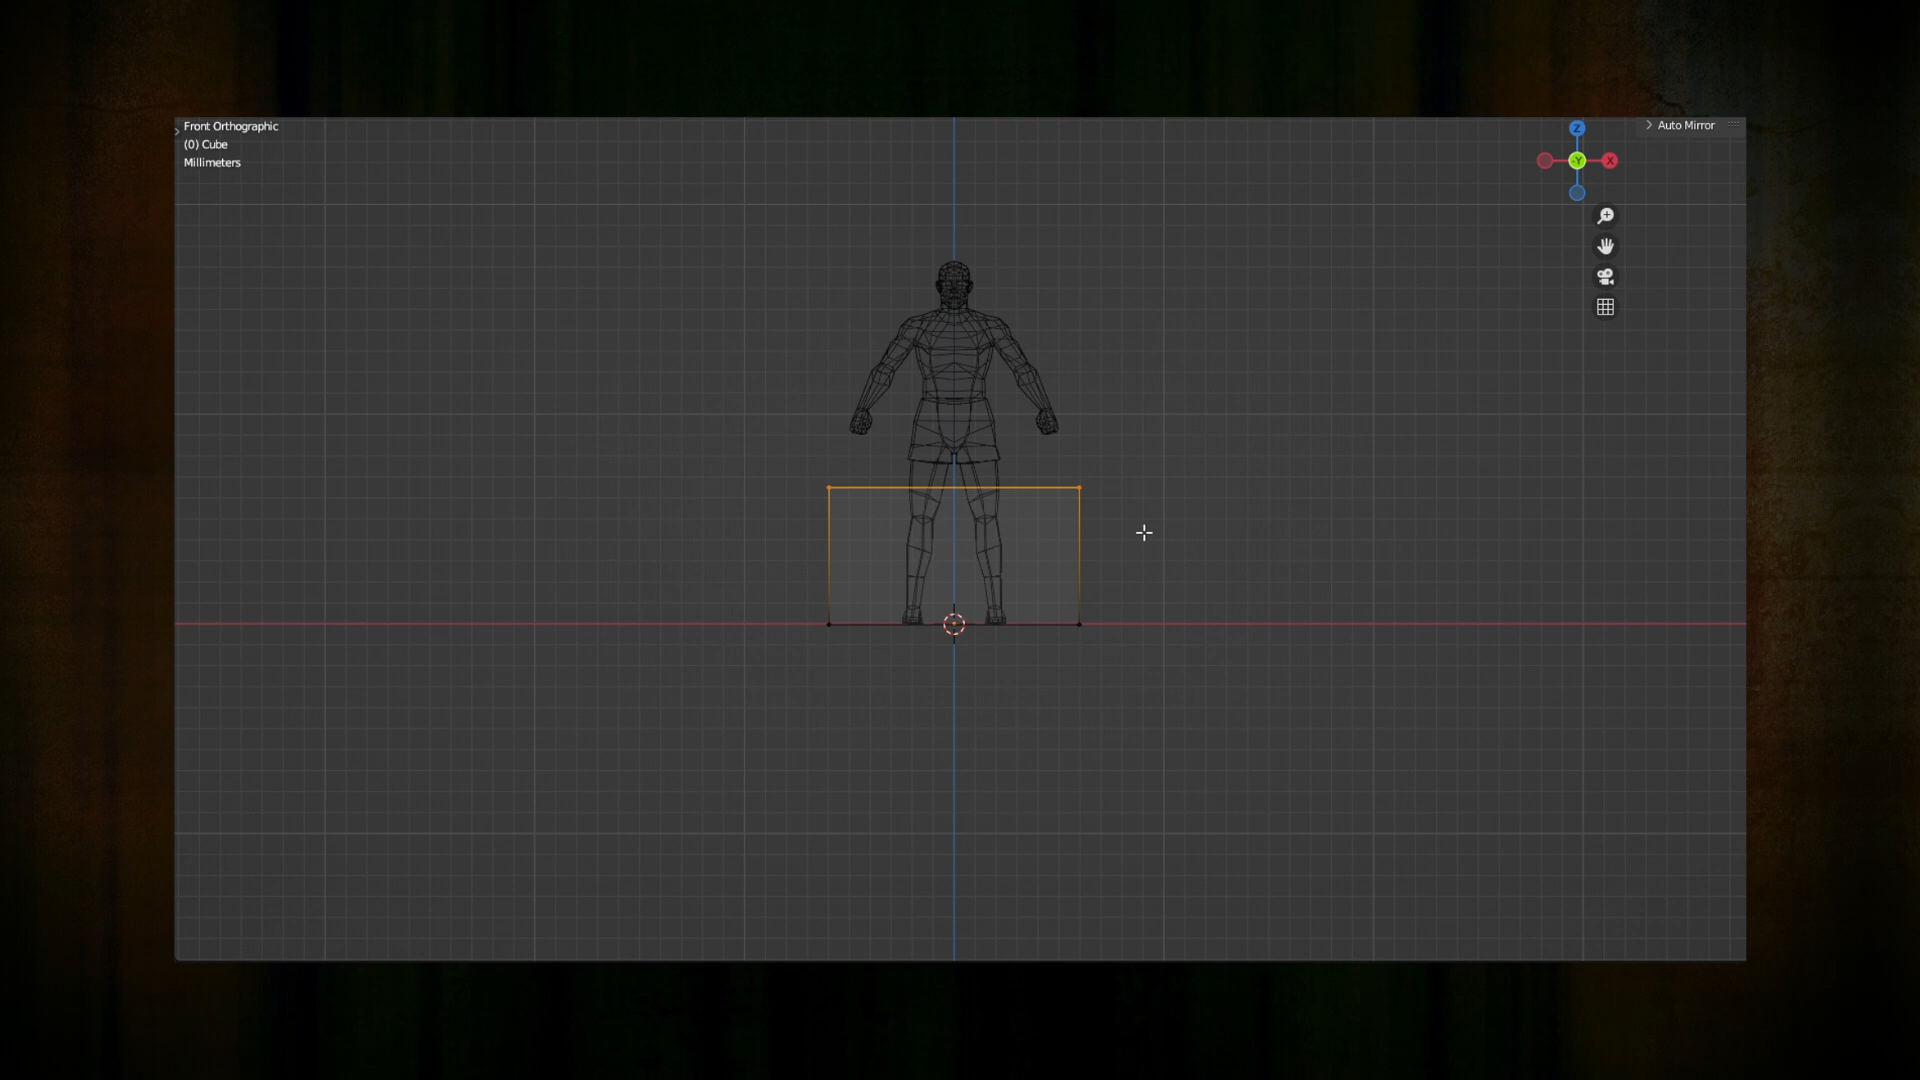 Front Orthographic
(0) Cube
Millimeters
Auto Mirror
Z
-Y
X